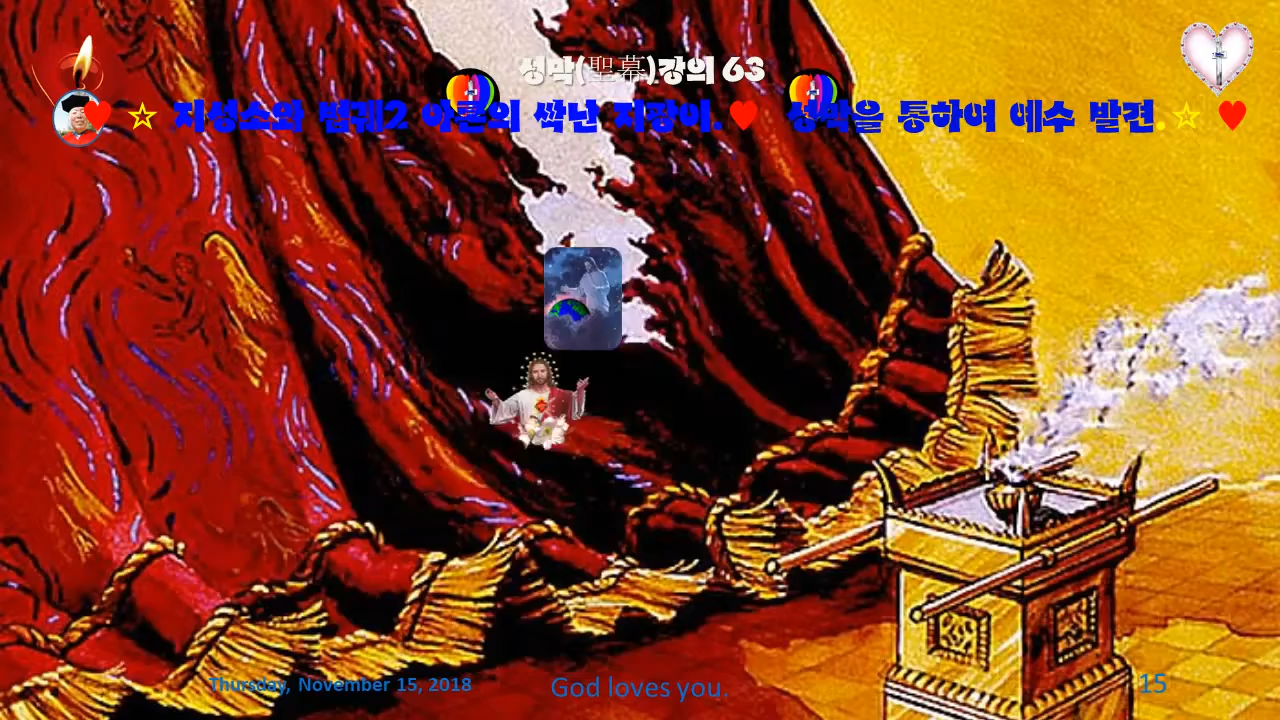 성막(聖幕)강의 63
지성소와 법궤2 아론의 싹난 지팡이. 성막을 통하여 예수 발견.
Thursday, November 15, 2018
God loves you.
15